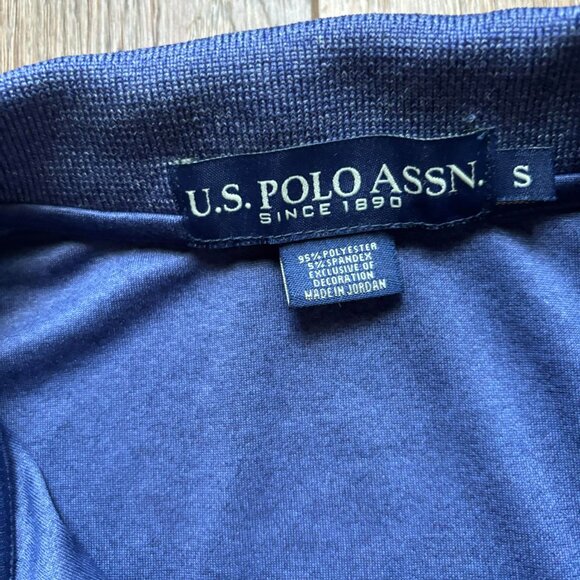 U.S. POLO ASSN. S
SINCE 1890
95% POLYESTER
5% SPANDEX
EXCLUSIVE OF
DECORATION
MADE IN JORDAN